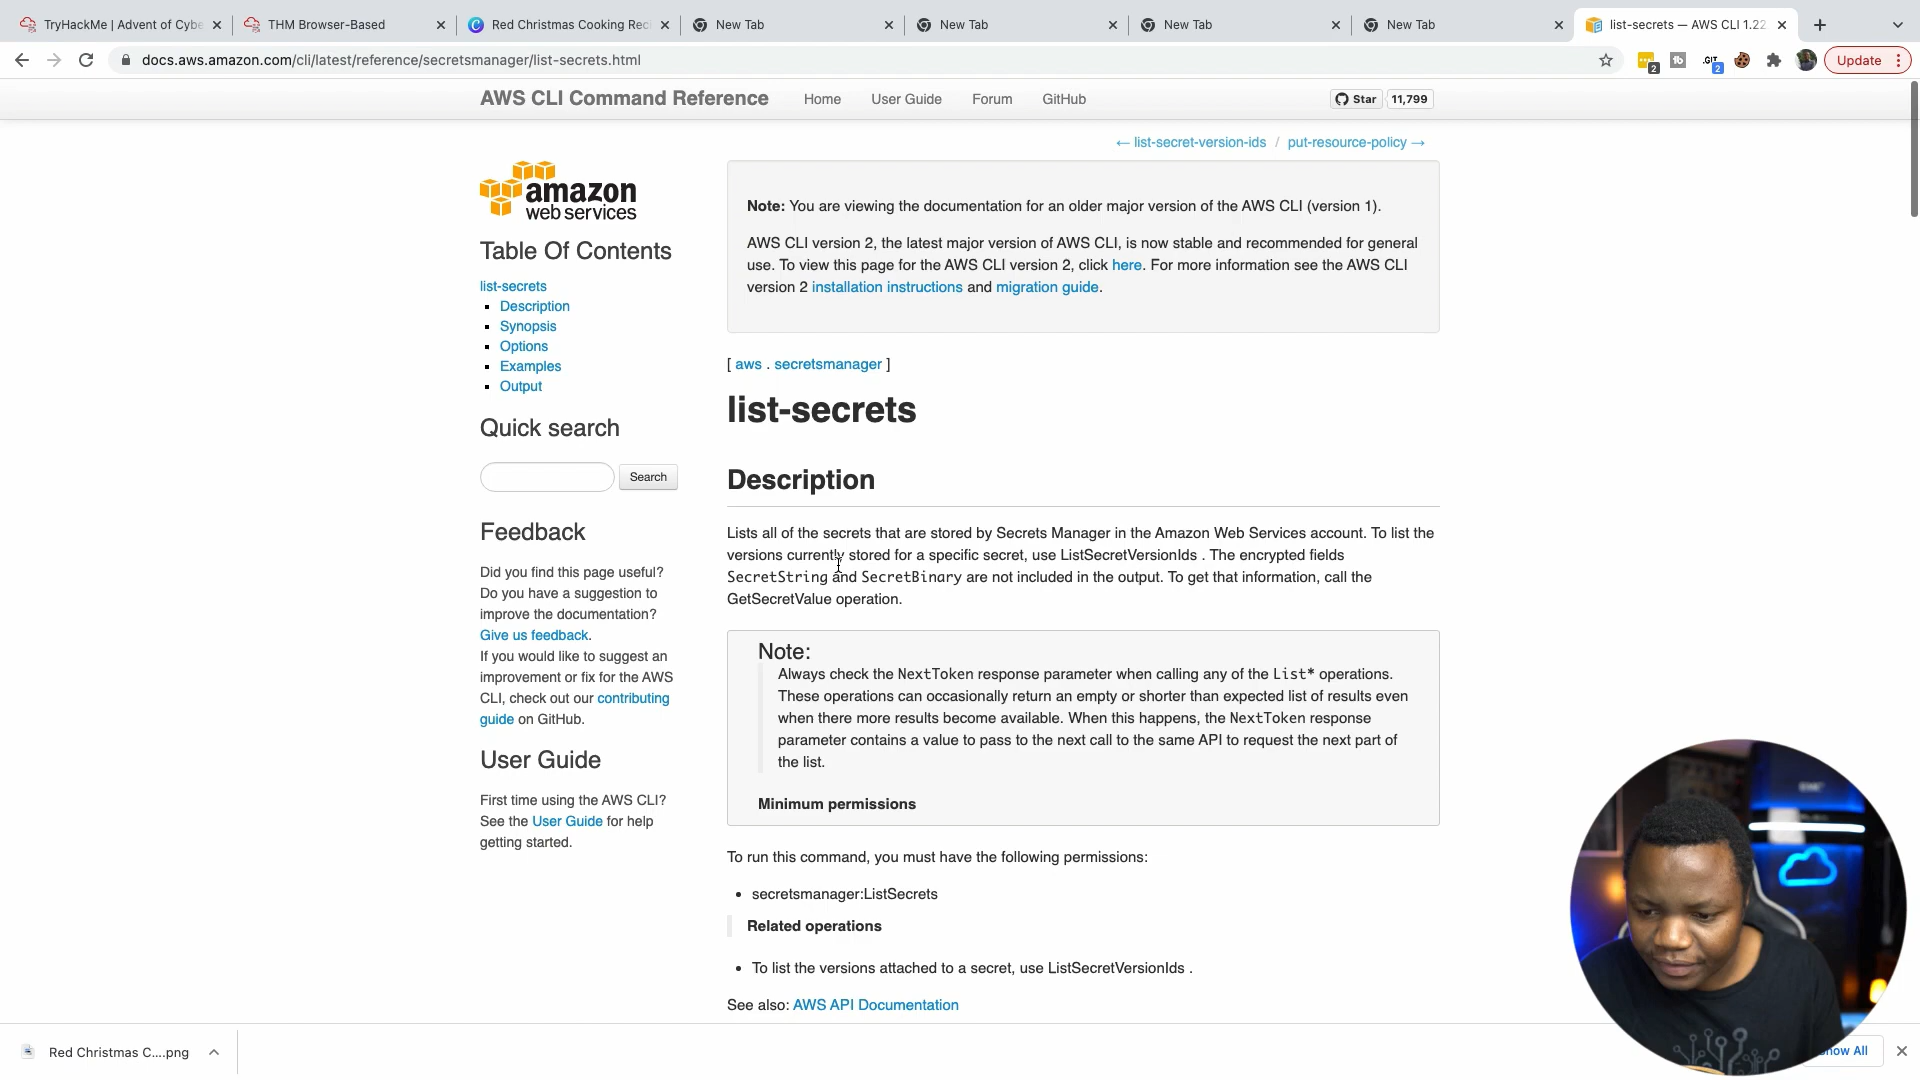 TryHackMe | Advent of Cybe
THM Browser-Based
Red Christmas Cooking Reci
New Tab
New Tab
New Tab
New Tab
list-secrets — AWS CLI 1.22
docs.aws.amazon.com/cli/latest/reference/secretsmanager/list-secrets.html
2
.GIT
2
Update
AWS CLI Command Reference
Home
User Guide
Forum
GitHub
Star
11,799
← list-secret-version-ids / put-resource-policy →
amazon
web services
Table Of Contents
list-secrets
Description
Synopsis
Options
Examples
Output
Quick search
Search
Feedback
Did you find this page useful?
Do you have a suggestion to
improve the documentation?
Give us feedback.
If you would like to suggest an
improvement or fix for the AWS
CLI, check out our contributing
guide on GitHub.
User Guide
First time using the AWS CLI?
See the User Guide for help
getting started.
Note: You are viewing the documentation for an older major version of the AWS CLI (version 1).
AWS CLI version 2, the latest major version of AWS CLI, is now stable and recommended for general
use. To view this page for the AWS CLI version 2, click here. For more information see the AWS CLI
version 2 installation instructions and migration guide.
[ aws . secretsmanager ]
list-secrets
Description
Lists all of the secrets that are stored by Secrets Manager in the Amazon Web Services account. To list the
versions currently stored for a specific secret, use ListSecretVersionIds . The encrypted fields
SecretString and SecretBinary are not included in the output. To get that information, call the
GetSecretValue operation.
Note:
Always check the NextToken response parameter when calling any of the List* operations.
These operations can occasionally return an empty or shorter than expected list of results even
when there more results become available. When this happens, the NextToken response
parameter contains a value to pass to the next call to the same API to request the next part of
the list.
Minimum permissions
To run this command, you must have the following permissions:
secretsmanager:ListSecrets
Related operations
To list the versions attached to a secret, use ListSecretVersionIds .
See also: AWS API Documentation
Red Christmas C....png
Show All